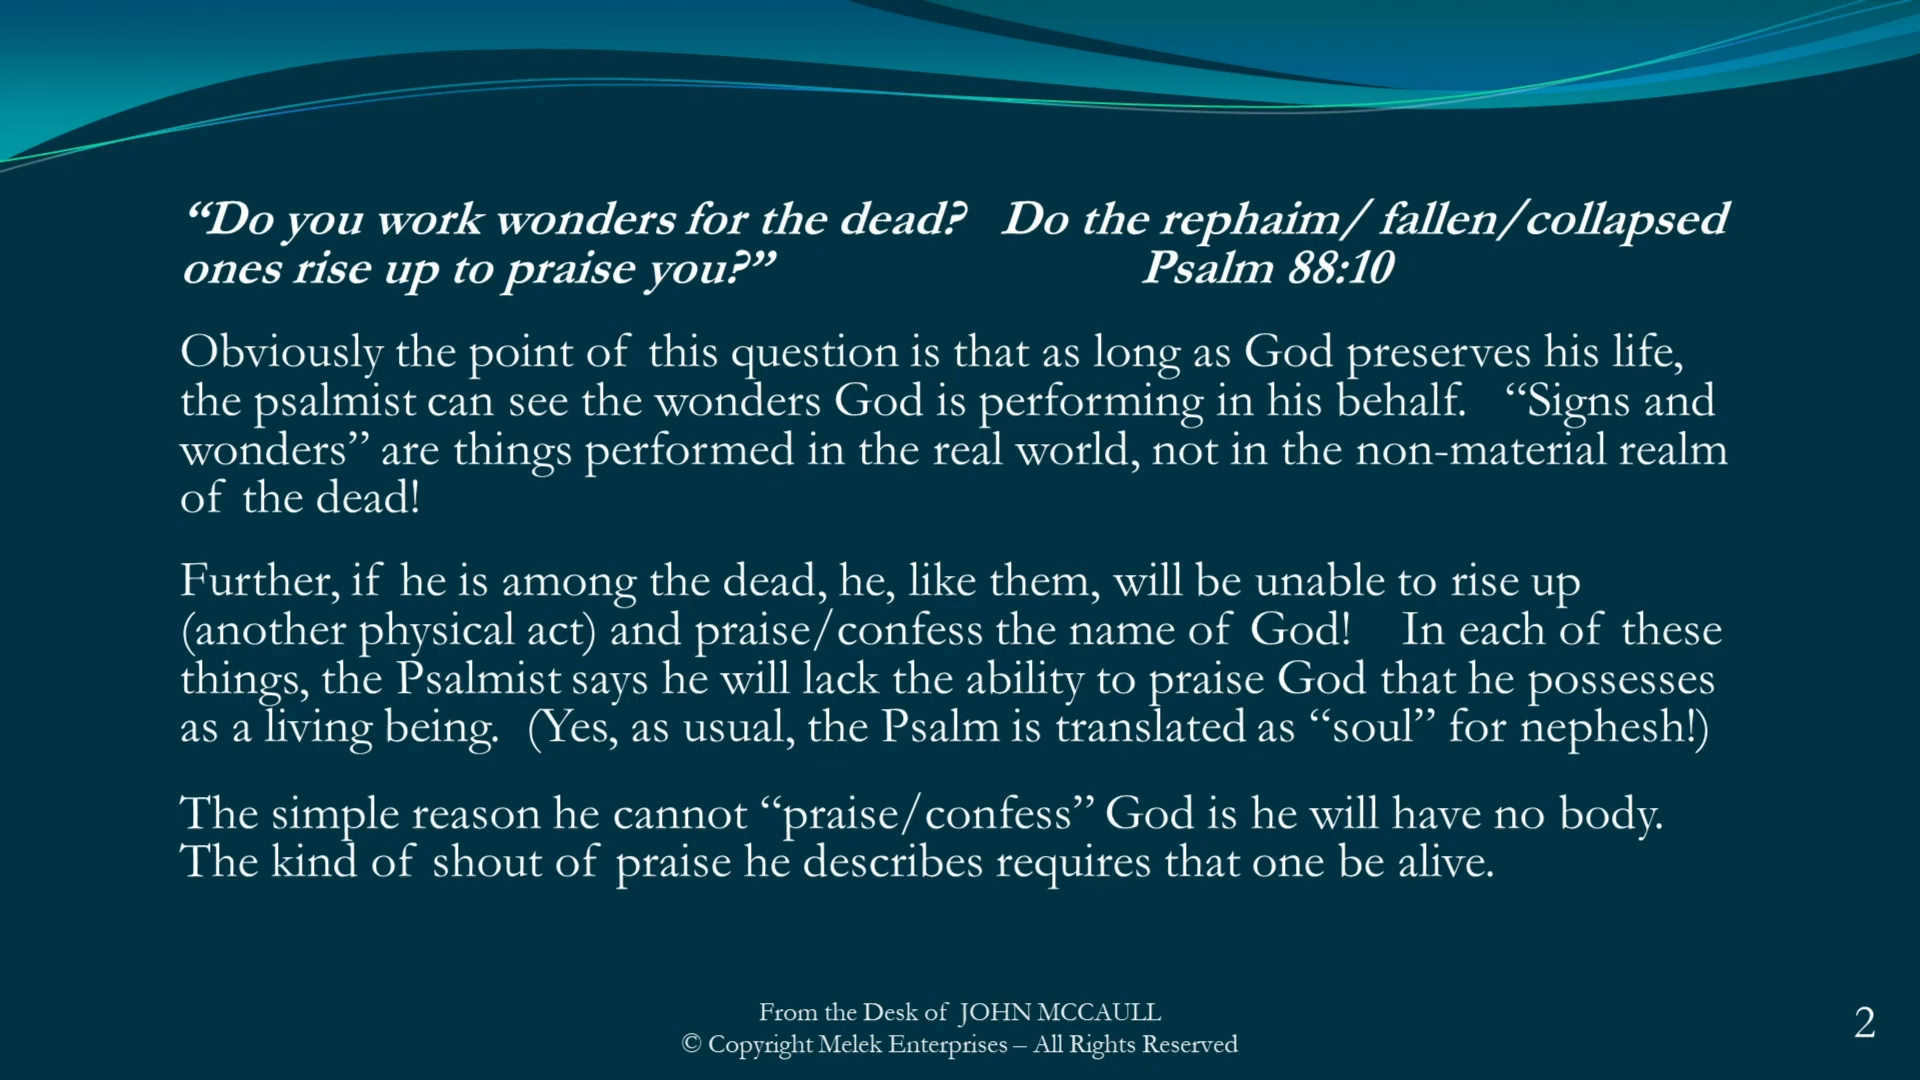 “Do you work wonders for the dead? Do the rephaim/ fallen/collapsed
ones rise up to praise you?” Psalm 88:10
Obviously the point of this question is that as long as God preserves his life,
the psalmist can see the wonders God is performing in his behalf. “Signs and
wonders” are things performed in the real world, not in the non-material realm
of the dead!
Further, if he is among the dead, he, like them, will be unable to rise up
(another physical act) and praise/confess the name of God! In each of these
things, the Psalmist says he will lack the ability to praise God that he possesses
as a living being. (Yes, as usual, the Psalm is translated as “soul” for nephesh!)
The simple reason he cannot “praise/confess” God is he will have no body.
The kind of shout of praise he describes requires that one be alive.
From the Desk of JOHN MCCAULL
© Copyright Melek Enterprises – All Rights Reserved
2